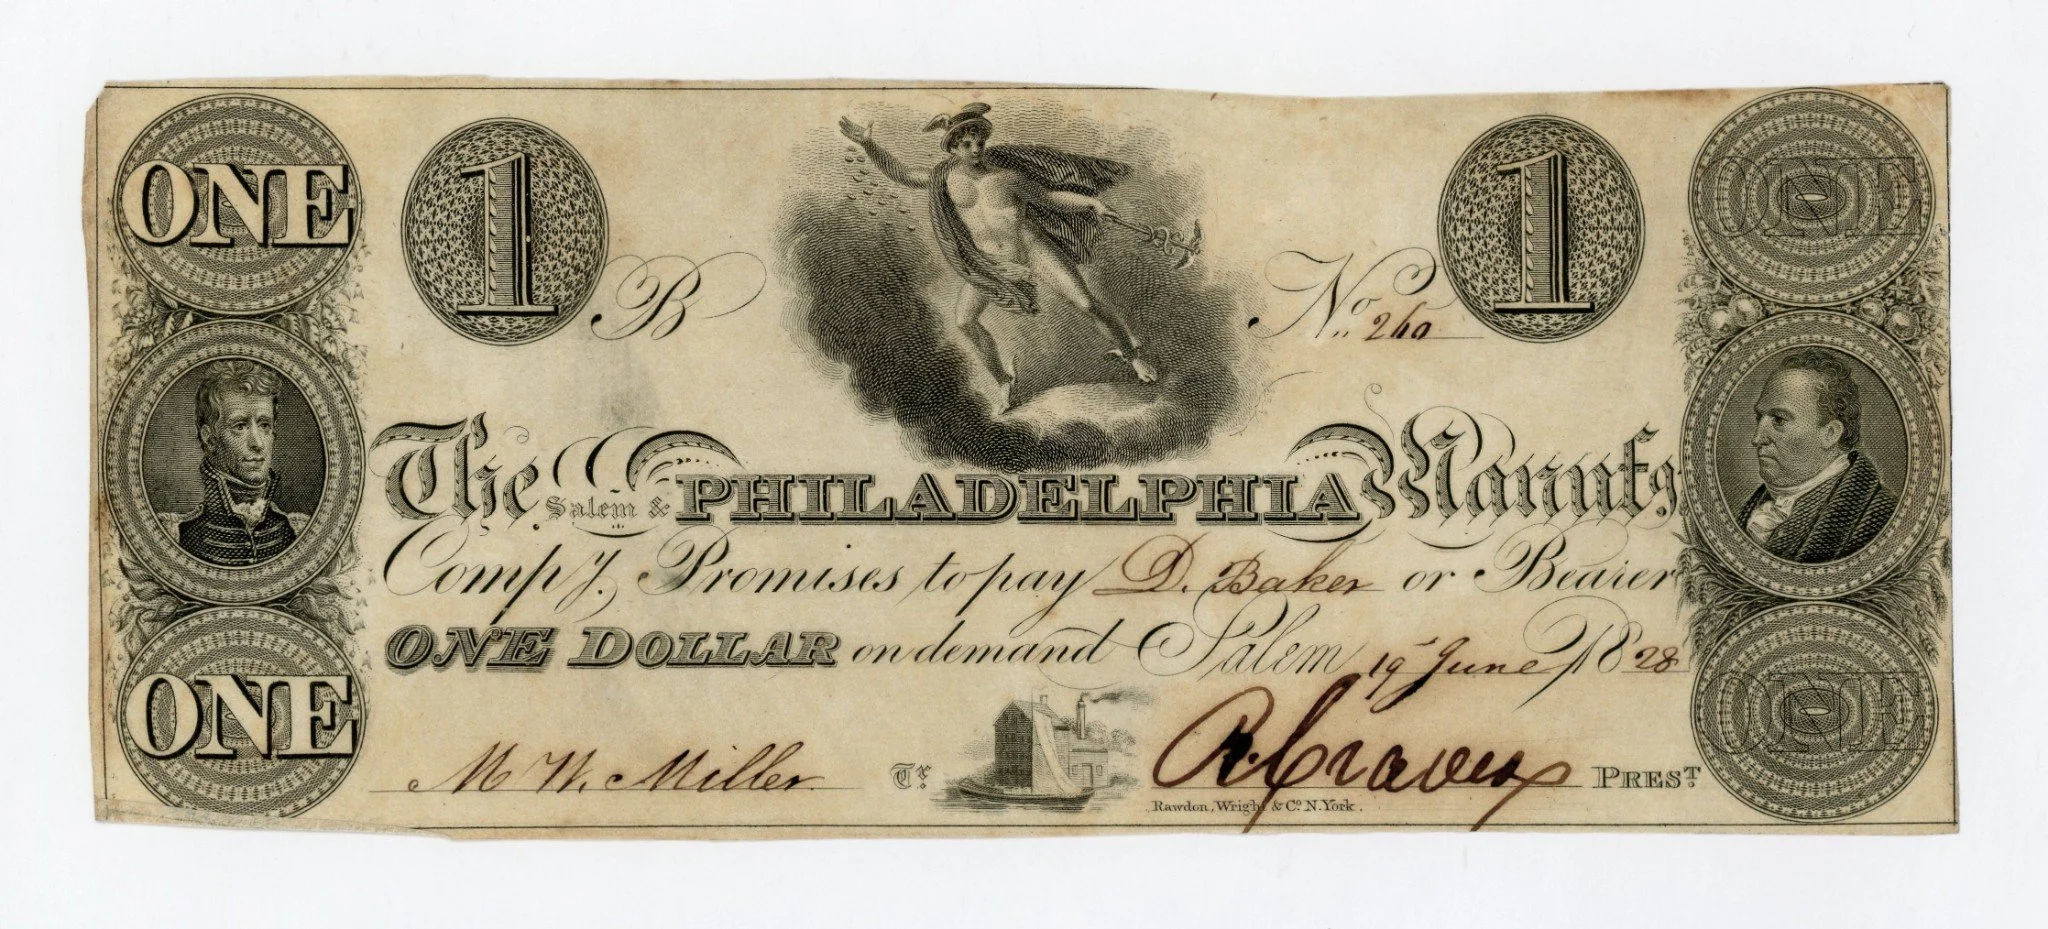 ONE 1 B No. 260 1 ONE
The Salem & PHILADELPHIA Manufg
Compy. Promises to pay D. Baker or Bearer
ONE DOLLAR on demand Salem 19 June 1828
ONE M W. Miller Tr. PREST. ONE
Rawdon, Wright & Co. N. York.